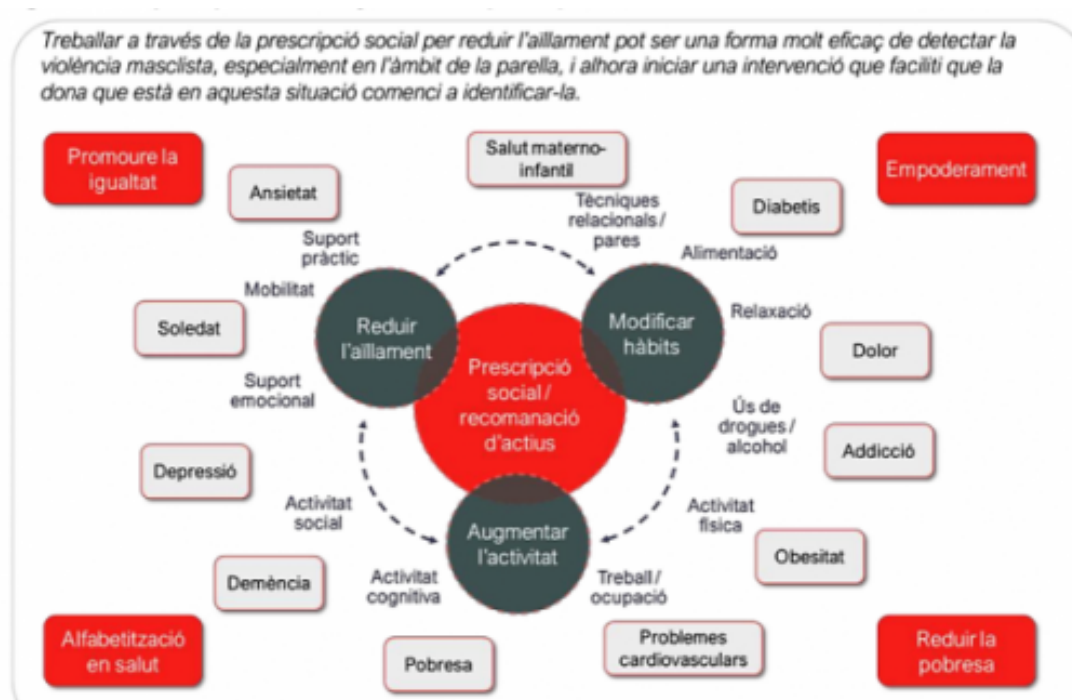 Treballar a través de la prescripció social per reduir l'aïllament pot ser una forma molt eficaç de detectar la
violència masclista, especialment en l'àmbit de la parella, i alhora iniciar una intervenció que faciliti que la
dona que està en aquesta situació comenci a identificar-la.
Promoure la
igualtat
Ansietat
Salut materno-
infantil
Empoderament
Diabetis
Tècniques
relacionals /
pares
Suport
pràctic
Alimentació
Mobilitat
Relaxació
Soledat
Reduir
l'aïllament
Modificar
hàbits
Dolor
Prescripció
social /
recomanació
d'actius
Suport
emocional
Ús de
drogues /
alcohol
Addicció
Depressió
Activitat
social
Activitat
física
Augmentar
l'activitat
Obesitat
Demència
Activitat
cognitiva
Treball /
ocupació
Alfabetització
en salut
Pobresa
Problemes
cardiovasculars
Reduir la
pobresa